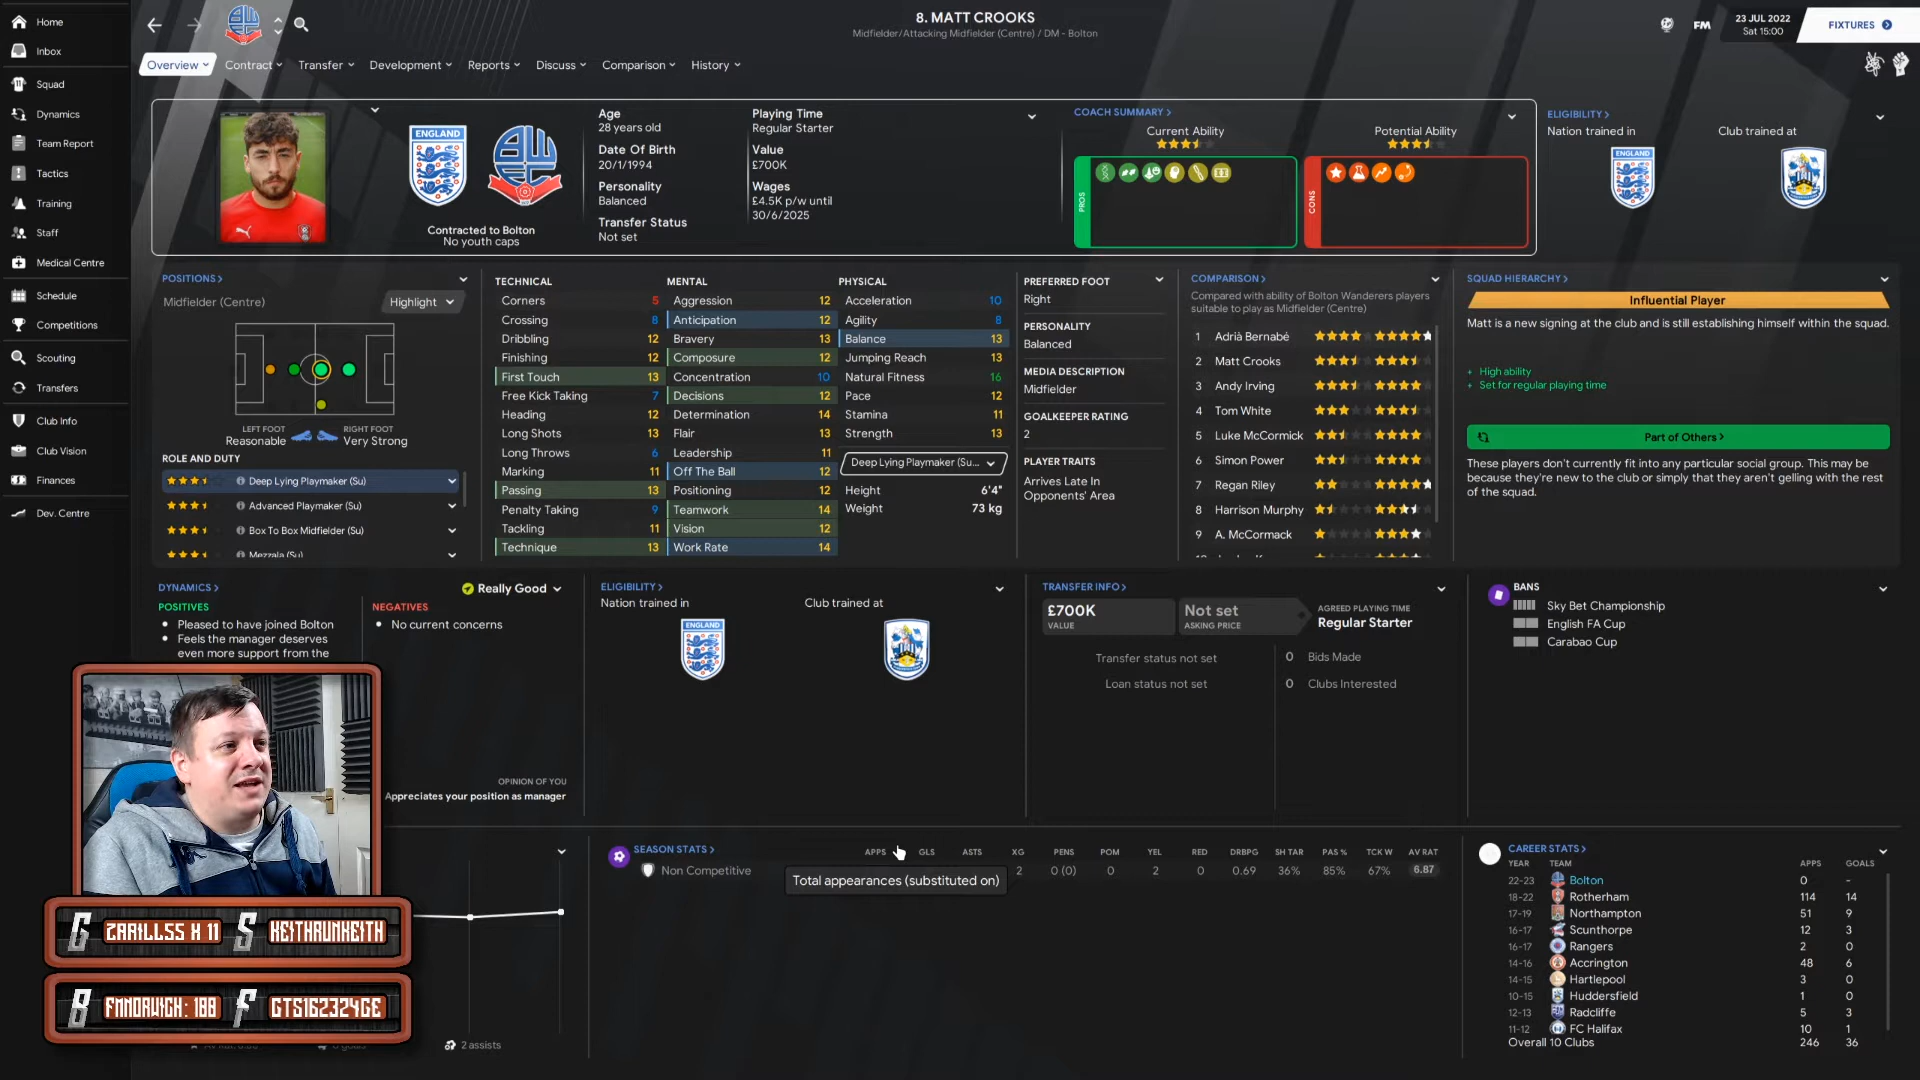 Home
Inbox
Squad
Dynamics
Team Report
Tactics
Training
Staff
Medical Centre
Schedule
Competitions
Scouting
Transfers
Club Info
Club Vision
Finances
Dev. Centre
8. MATT CROOKS
Midfielder/Attacking Midfielder (Centre) / DM - Bolton
FM
23 JUL 2022
Sat 15:00
FIXTURES
Overview
Contract
Transfer
Development
Reports
Discuss
Comparison
History
ENGLAND
Contracted to Bolton
No youth caps
Age
28 years old
Date Of Birth
20/1/1994
Personality
Balanced
Transfer Status
Not set
Playing Time
Regular Starter
Value
£700K
Wages
£4.5K p/w until
30/6/2025
COACH SUMMARY >
Current Ability
Potential Ability
PROS
CONS
ELIGIBILITY >
Nation trained in
Club trained at
ENGLAND
POSITIONS >
Midfielder (Centre)
Highlight
LEFT FOOT
Reasonable
RIGHT FOOT
Very Strong
ROLE AND DUTY
Deep Lying Playmaker (Su)
Advanced Playmaker (Su)
Box To Box Midfielder (Su)
Mezzala (Su)
TECHNICAL
Corners 5
Crossing 8
Dribbling 12
Finishing 12
First Touch 13
Free Kick Taking 7
Heading 12
Long Shots 13
Long Throws 6
Marking 11
Passing 13
Penalty Taking 9
Tackling 11
Technique 13
MENTAL
Aggression 12
Anticipation 12
Bravery 13
Composure 12
Concentration 10
Decisions 12
Determination 14
Flair 13
Leadership 11
Off The Ball 12
Positioning 12
Teamwork 14
Vision 12
Work Rate 14
PHYSICAL
Acceleration 10
Agility 8
Balance 13
Jumping Reach 13
Natural Fitness 16
Pace 12
Stamina 11
Strength 13
Deep Lying Playmaker (Su...
Height 6'4"
Weight 73 kg
PREFERRED FOOT
Right
PERSONALITY
Balanced
MEDIA DESCRIPTION
Midfielder
GOALKEEPER RATING
2
PLAYER TRAITS
Arrives Late In
Opponents' Area
COMPARISON >
Compared with ability of Bolton Wanderers players
suitable to play as Midfielder (Centre)
1 Adrià Bernabé
2 Matt Crooks
3 Andy Irving
4 Tom White
5 Luke McCormick
6 Simon Power
7 Regan Riley
8 Harrison Murphy
9 A. McCormack
SQUAD HIERARCHY >
Influential Player
Matt is a new signing at the club and is still establishing himself within the squad.
+ High ability
+ Set for regular playing time
Part of Others >
These players don't currently fit into any particular social group. This may be
because they're new to the club or simply that they aren't gelling with the rest
of the squad.
DYNAMICS >
Really Good
POSITIVES
• Pleased to have joined Bolton
• Feels the manager deserves
even more support from the
NEGATIVES
• No current concerns
OPINION OF YOU
Appreciates your position as manager
ELIGIBILITY >
Nation trained in
Club trained at
ENGLAND
TRANSFER INFO >
£700K
VALUE
Not set
ASKING PRICE
AGREED PLAYING TIME
Regular Starter
Transfer status not set
Loan status not set
0 Bids Made
0 Clubs Interested
BANS
Sky Bet Championship
English FA Cup
Carabao Cup
G ZARILLSS X 11 S KEITHRUNKEITH
B FMNORWICH: 100 F GTS162324GE
2 assists
SEASON STATS >
APPS GLS ASTS XG PENS POM YEL RED DRBPG SH TAR PAS % TCK W AV RAT
Non Competitive 2 0 (0) 0 2 0 0.69 36% 85% 67% 6.87
Total appearances (substituted on)
CAREER STATS >
YEAR TEAM APPS GOALS
22-23 Bolton 0 -
18-22 Rotherham 114 14
17-19 Northampton 51 9
16-17 Scunthorpe 12 3
16-17 Rangers 2 0
14-16 Accrington 48 6
14-15 Hartlepool 3 0
10-15 Huddersfield 1 0
12-13 Radcliffe 5 3
11-12 FC Halifax 10 1
Overall 10 Clubs 246 36